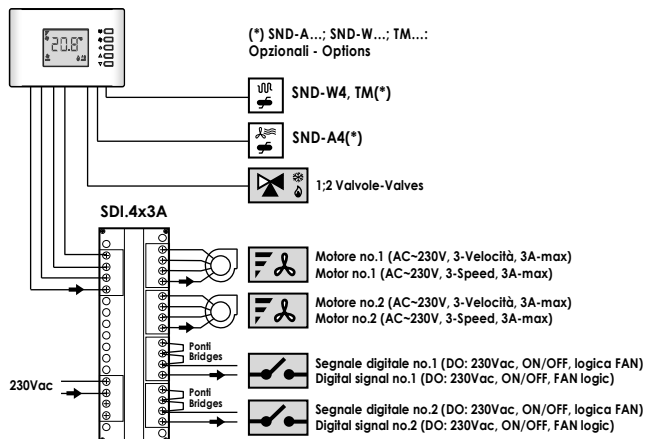 20.8°
(*) SND-A...; SND-W...; TM...:
Opzionali - Options
SND-W4, TM(*)
SND-A4(*)
1;2 Valvole-Valves
SDI.4x3A
Motore no.1 (AC~230V, 3-Velocità, 3A-max)
Motor no.1 (AC~230V, 3-Speed, 3A-max)
Motore no.2 (AC~230V, 3-Velocità, 3A-max)
Motor no.2 (AC~230V, 3-Speed, 3A-max)
Ponti
Bridges
Segnale digitale no.1 (DO: 230Vac, ON/OFF, logica FAN)
Digital signal no.1 (DO: 230Vac, ON/OFF, FAN logic)
230Vac
Ponti
Bridges
Segnale digitale no.2 (DO: 230Vac, ON/OFF, logica FAN)
Digital signal no.2 (DO: 230Vac, ON/OFF, FAN logic)